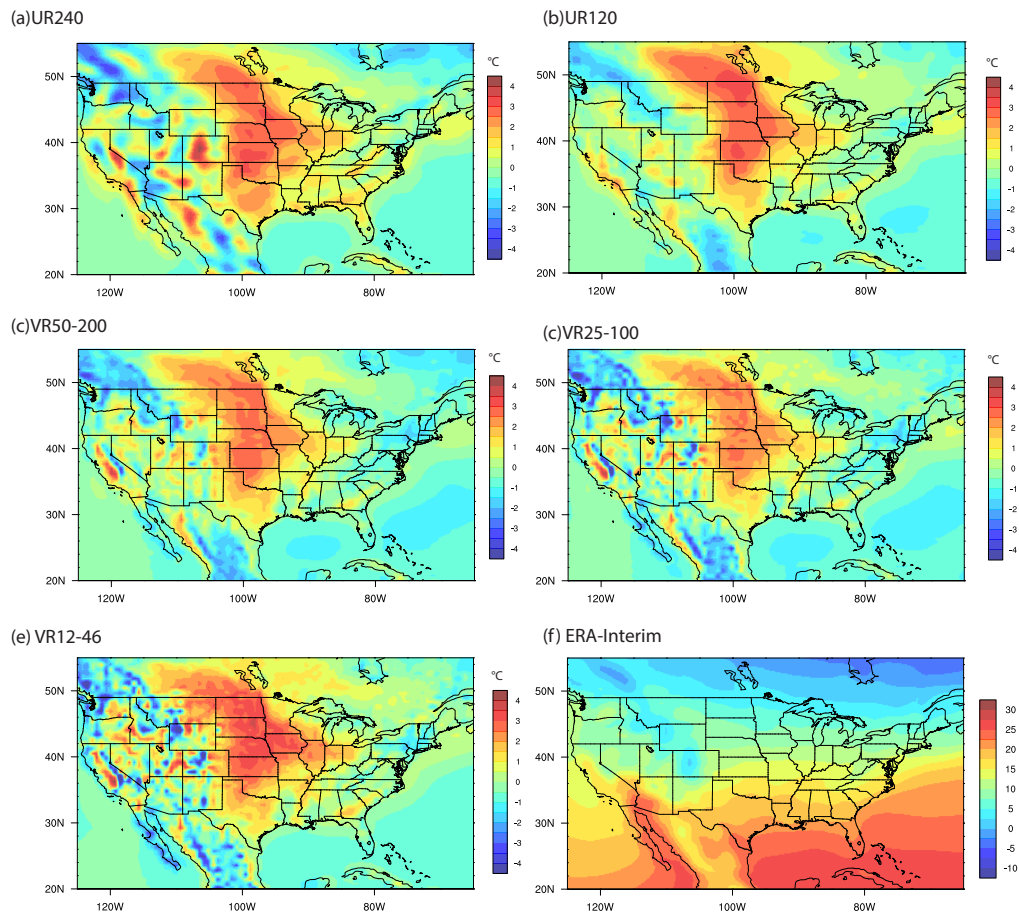 (a)UR240
(b)UR120
50N
40N
30N
20N
120W
100W
80W
°C
4
3
2
1
0
-1
-2
-3
-4
50N
40N
30N
20N
120W
100W
80W
°C
4
3
2
1
0
-1
-2
-3
-4
(c)VR50-200
(c)VR25-100
50N
40N
30N
20N
120W
100W
80W
°C
4
3
2
1
0
-1
-2
-3
-4
50N
40N
30N
20N
120W
100W
80W
°C
4
3
2
1
0
-1
-2
-3
-4
(e) VR12-46
(f) ERA-Interim
50N
40N
30N
20N
120W
100W
80W
°C
4
3
2
1
0
-1
-2
-3
-4
50N
40N
30N
20N
120W
100W
80W
30
25
20
15
10
5
0
-5
-10